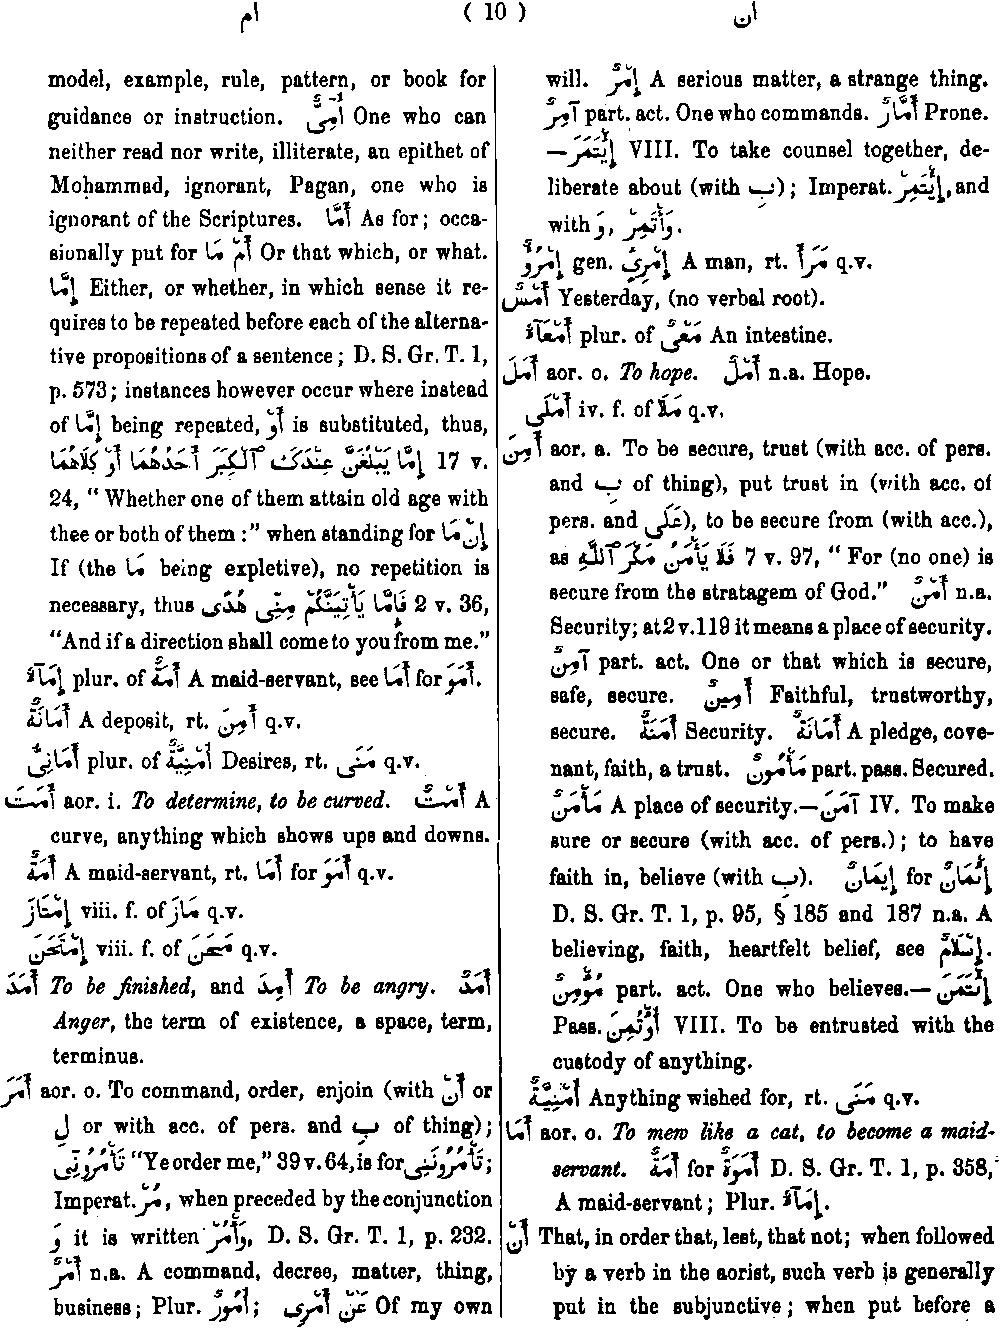 ام ( 10 ) ان
model, example, rule, pattern, or book for
guidance or instruction. أُمِّىٌّ One who can
neither read nor write, illiterate, an epithet of
Moḥammed, ignorant, Pagan, one who is
ignorant of the Scriptures. أَمَّا As for; occa-
sionally put for أَمْ مَا Or that which, or what.
إِمَّا Either, or whether, in which sense it re-
quires to be repeated before each of the alterna-
tive propositions of a sentence; D. S. Gr. T. 1,
p. 573; instances however occur where instead
of إِمَّا being repeated, أَوْ is substituted, thus,
إِمَّا يَبْلُغَنَّ عِنْدَكَ ٱلْكِبَرَ أَحَدُهُمَا أَوْ كِلَاهُمَا 17 v.
24, "Whether one of them attain old age with
thee or both of them:" when standing for إِنْ مَا
If (the مَا being expletive), no repetition is
necessary, thus فَإِمَّا يَأْتِيَنَّكُمْ مِنِّى هُدًى 2 v. 36,
"And if a direction shall come to you from me."
إِمَآءٌ plur. of أَمَةٌ A maid-servant, see أَمَا for أَمَوَ.
أَمَانَةٌ A deposit, rt. أَمِنَ q.v.
أَمَانِىُّ plur. of أُمْنِيَّةٌ Desires, rt. مَنَى q.v.
أَمَتَ aor. i. To determine, to be curved. أَمْتٌ A
curve, anything which shows ups and downs.
أَمَةٌ A maid-servant, rt. أَمَا for أَمَوَ q.v.
إِمْتَازَ viii. f. of مَازَ q.v.
إِمْتَحَنَ viii. f. of مَحَنَ q.v.
أَمَدَ To be finished, and أَمِدَ To be angry. أَمَدٌ
Anger, the term of existence, a space, term,
terminus.
أَمَرَ aor. o. To command, order, enjoin (with أَنْ or
لِ or with acc. of pers. and بِ of thing);
تَأْمُرُونِّى "Ye order me," 39 v. 64, is for تَأْمُرُونَنِى;
Imperat. مُرْ, when preceded by the conjunction
وَ it is written وَأْمُرْ, D. S. Gr. T. 1, p. 232.
أَمْرٌ n.a. A command, decree, matter, thing,
business; Plur. أُمُورٌ; عَنْ أَمْرِى Of my own
will. إِمْرٌ A serious matter, a strange thing.
آمِرٌ part. act. One who commands. أَمَّارٌ Prone.
—إِيتَمَرَ VIII. To take counsel together, de-
liberate about (with بِ); Imperat. إِيتَمِرْ, and
with وَ, وَأْتَمِرْ.
إِمْرُؤٌ gen. إِمْرِئٍ A man, rt. مَرَأَ q.v.
أَمْسِ Yesterday, (no verbal root).
أَمْعَآءٌ plur. of مَعْىٌ An intestine.
أَمَلَ aor. o. To hope. أَمَلٌ n.a. Hope.
أَمْلَى iv. f. of مَلَا q.v.
أَمِنَ aor. a. To be secure, trust (with acc. of pers.
and بِ of thing), put trust in (with acc. of
pers. and عَلَى), to be secure from (with acc.),
as فَلَا يَأْمَنُ مَكْرَ ٱللّٰهِ 7 v. 97, "For (no one) is
secure from the stratagem of God." أَمْنٌ n.a.
Security; at 2 v. 119 it means a place of security.
آمِنٌ part. act. One or that which is secure,
safe, secure. أَمِينٌ Faithful, trustworthy,
secure. أَمَنَةٌ Security. أَمَانَةٌ A pledge, cove-
nant, faith, a trust. مَأْمُونٌ part. pass. Secured.
مَأْمَنٌ A place of security.—آمَنَ IV. To make
sure or secure (with acc. of pers.); to have
faith in, believe (with بِ). إِيمَانٌ for إِئْمَانٌ
D. S. Gr. T. 1, p. 95, § 185 and 187 n.a. A
believing, faith, heartfelt belief, see إِسْلَامٌ.
مُؤْمِنٌ part. act. One who believes.—إِئْتَمَنَ
Pass. أُؤْتُمِنَ VIII. To be entrusted with the
custody of anything.
أُمْنِيَّةٌ Anything wished for, rt. مَنَى q.v.
أَمَا aor. o. To mew like a cat, to become a maid-
servant. أَمَةٌ for أَمَوَةٌ D. S. Gr. T. 1, p. 358,
A maid-servant; Plur. إِمَآءٌ.
أَنْ That, in order that, lest, that not; when followed
by a verb in the aorist, such verb is generally
put in the subjunctive; when put before a